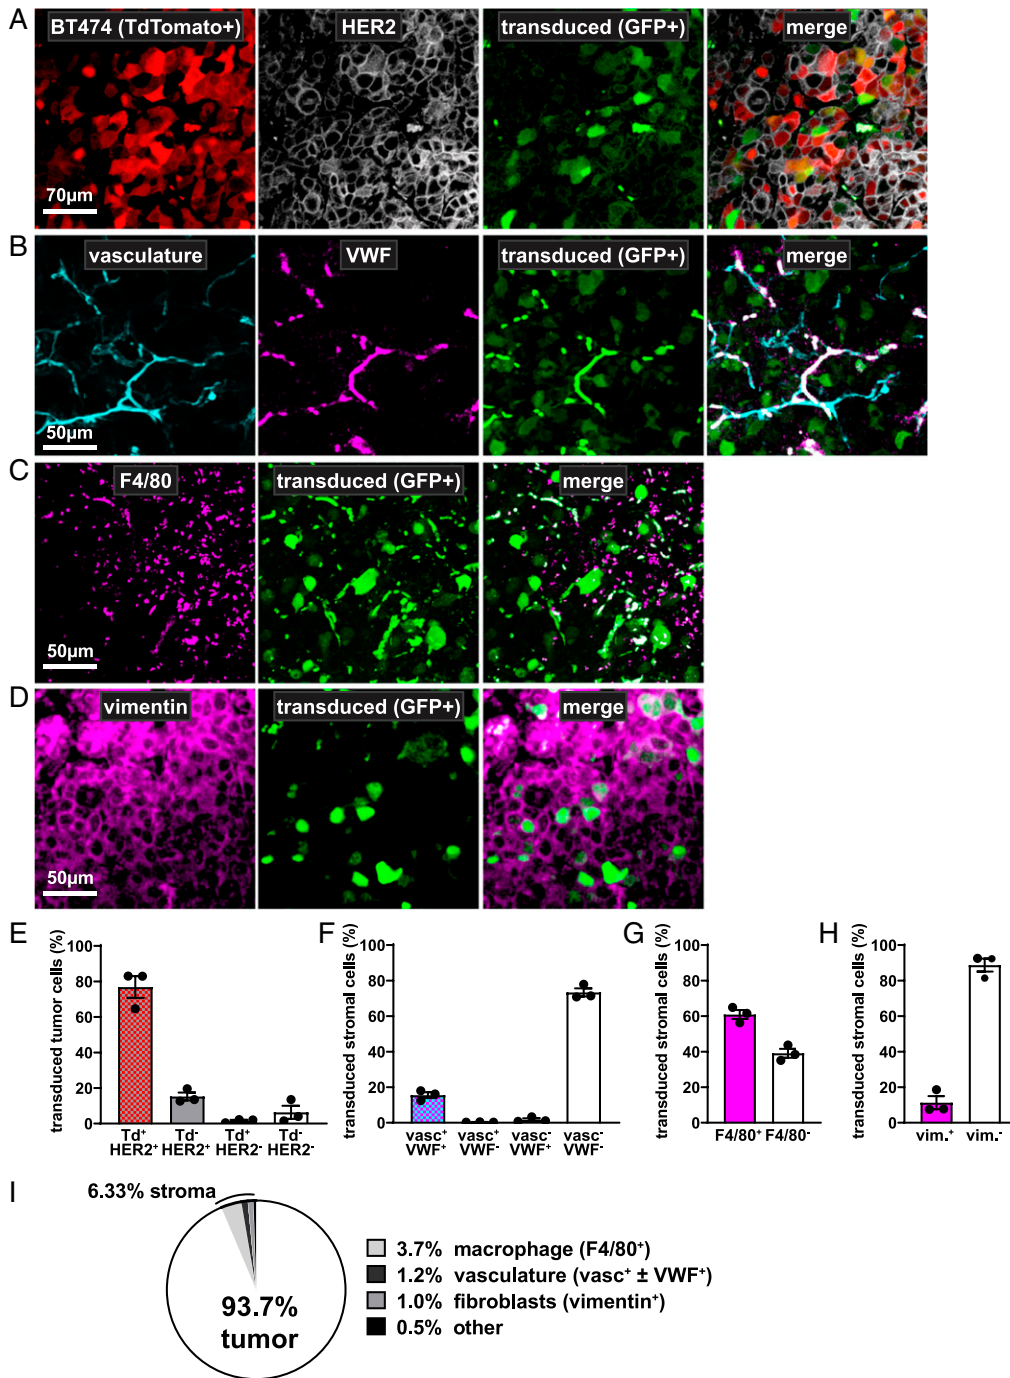 A
BT474 (TdTomato+)
HER2
transduced (GFP+)
merge
70µm
B
vasculature
VWF
transduced (GFP+)
merge
50µm
C
F4/80
transduced (GFP+)
merge
50µm
D
vimentin
transduced (GFP+)
merge
50µm
E
transduced tumor cells (%)
100
80
60
40
20
0
Td⁺ HER2⁺
Td⁻ HER2⁺
Td⁺ HER2⁻
Td⁻ HER2⁻
F
transduced stromal cells (%)
100
80
60
40
20
0
vasc⁺ VWF⁺
vasc⁺ VWF⁻
vasc⁻ VWF⁺
vasc⁻ VWF⁻
G
transduced stromal cells (%)
100
80
60
40
20
0
F4/80⁺
F4/80⁻
H
transduced stromal cells (%)
100
80
60
40
20
0
vim.⁺
vim.⁻
I
6.33% stroma
93.7%
tumor
3.7% macrophage (F4/80⁺)
1.2% vasculature (vasc⁺ ± VWF⁺)
1.0% fibroblasts (vimentin⁺)
0.5% other